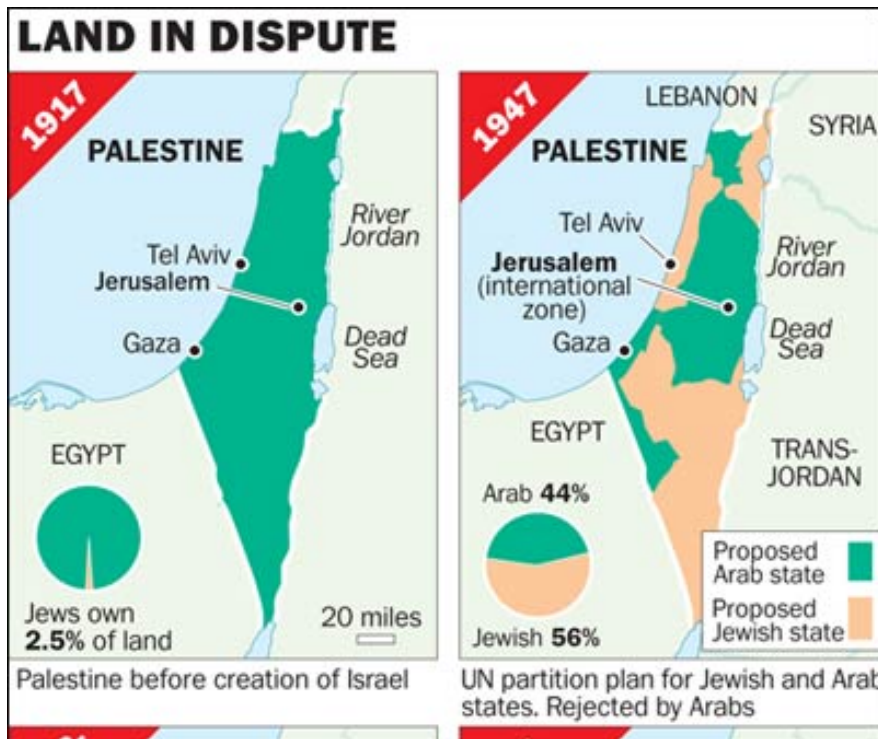 LAND IN DISPUTE
1917
PALESTINE
River
Jordan
Tel Aviv
Jerusalem
Gaza
Dead
Sea
EGYPT
Jews own
2.5% of land
20 miles
Palestine before creation of Israel
1947
LEBANON
SYRIA
PALESTINE
Tel Aviv
River
Jordan
Jerusalem
(international
zone)
Gaza
Dead
Sea
EGYPT
TRANS-
JORDAN
Arab 44%
Jewish 56%
Proposed
Arab state
Proposed
Jewish state
UN partition plan for Jewish and Arab
states. Rejected by Arabs